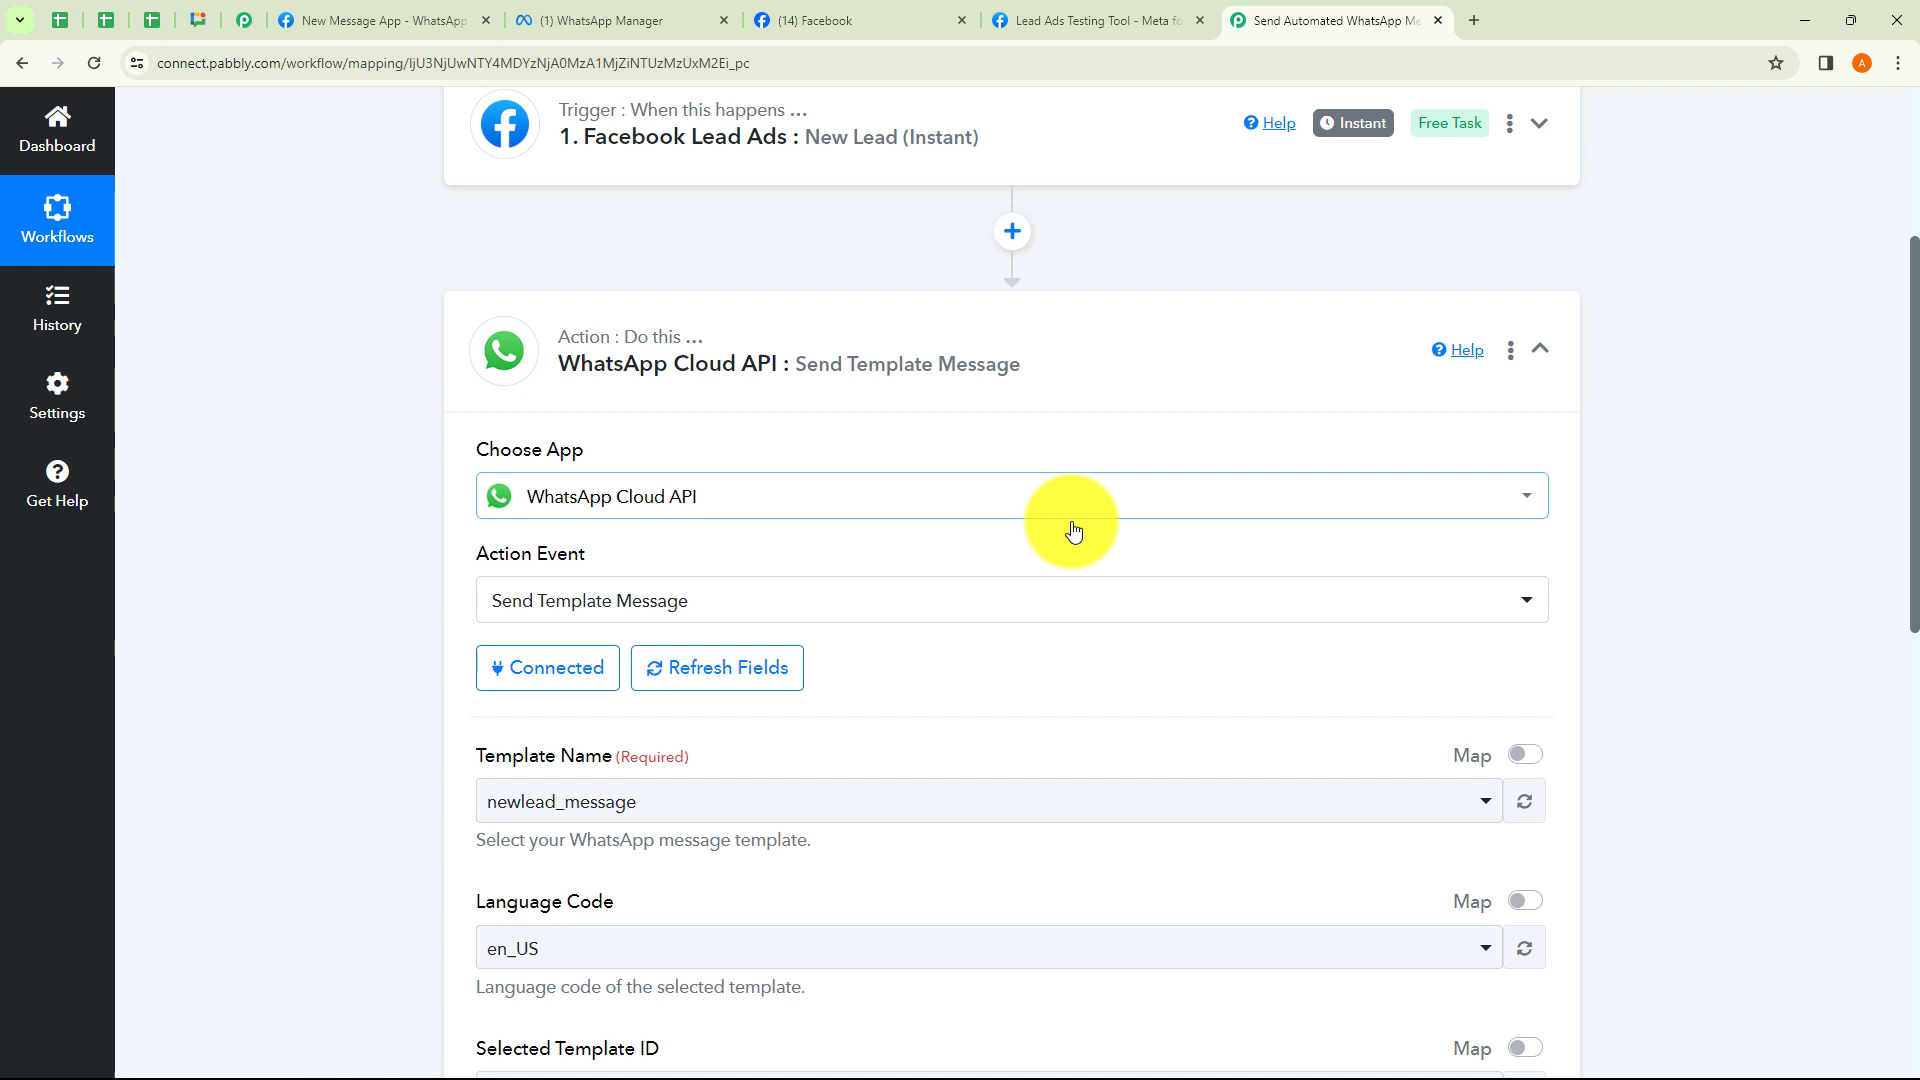 New Message App - WhatsApp
(1) WhatsApp Manager
(14) Facebook
Lead Ads Testing Tool - Meta fo
Send Automated WhatsApp Me
connect.pabbly.com/workflow/mapping/IjU3NjUwNTY4MDYzNjA0MzA1MjZiNTUzMzUxM2Ei_pc
A
Dashboard
Workflows
History
Settings
Get Help
Trigger : When this happens ...
1. Facebook Lead Ads : New Lead (Instant)
Help
Instant
Free Task
Action : Do this ...
WhatsApp Cloud API : Send Template Message
Help
Choose App
WhatsApp Cloud API
Action Event
Send Template Message
Connected
Refresh Fields
Template Name (Required)
Map
newlead_message
Select your WhatsApp message template.
Language Code
Map
en_US
Language code of the selected template.
Selected Template ID
Map